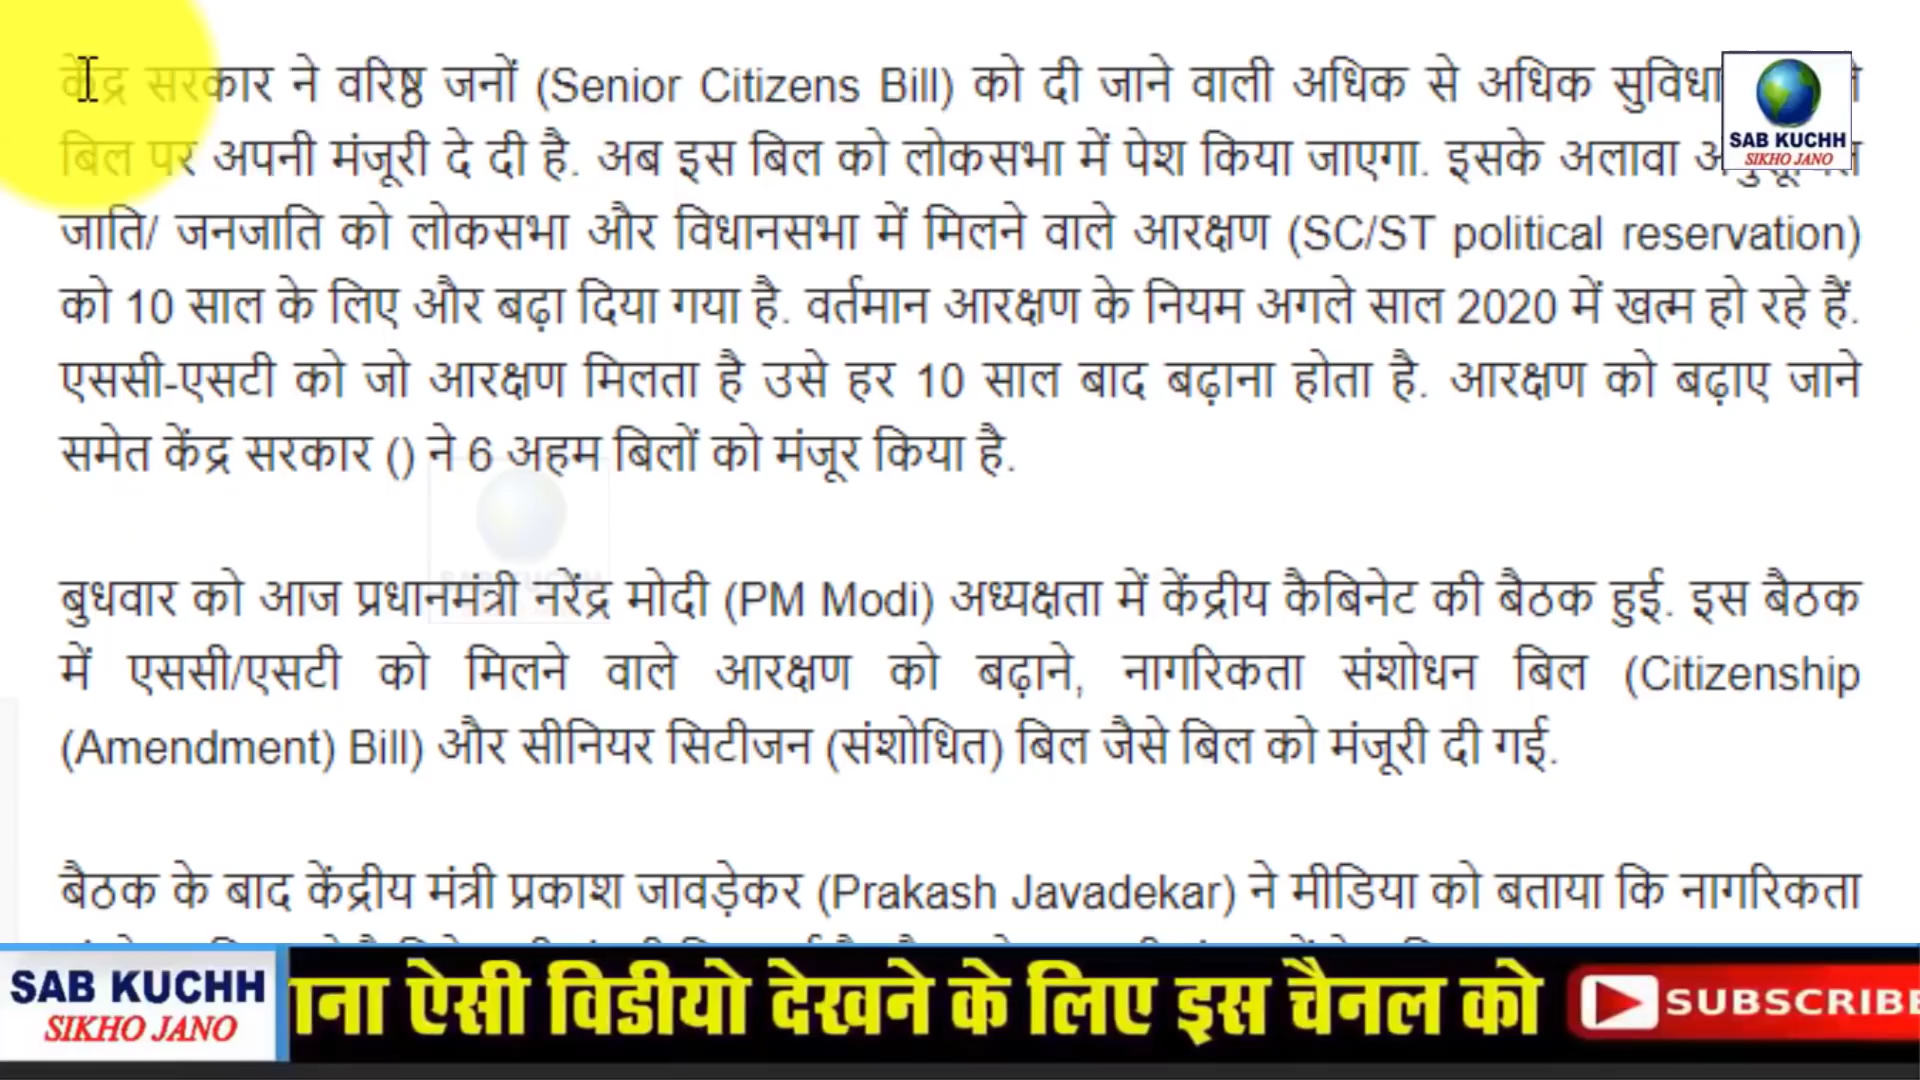 केंद्र सरकार ने वरिष्ठ जनों (Senior Citizens Bill) को दी जाने वाली अधिक से अधिक
SAB KUCHH
SIKHO JANO
बिल पर अपनी मंजूरी दे दी है. अब इस बिल को लोकसभा में पेश किया जाएगा. इसके अलावा
जाति/ जनजाति को लोकसभा और विधानसभा में मिलने वाले आरक्षण (SC/ST political reservation)
को 10 साल के लिए और बढ़ा दिया गया है. वर्तमान आरक्षण के नियम अगले साल 2020 में खत्म हो रहे हैं.
एससी-एसटी को जो आरक्षण मिलता है उसे हर 10 साल बाद बढ़ाना होता है. आरक्षण को बढ़ाए जाने
समेत केंद्र सरकार () ने 6 अहम बिलों को मंजूर किया है.
बुधवार को आज प्रधानमंत्री नरेंद्र मोदी (PM Modi) अध्यक्षता में केंद्रीय कैबिनेट की बैठक हुई. इस बैठक
में एससी/एसटी को मिलने वाले आरक्षण को बढ़ाने, नागरिकता संशोधन बिल (Citizenship
(Amendment) Bill) और सीनियर सिटीजन (संशोधित) बिल जैसे बिल को मंजूरी दी गई.
बैठक के बाद केंद्रीय मंत्री प्रकाश जावड़ेकर (Prakash Javadekar) ने मीडिया को बताया कि नागरिकता
SAB KUCHH
SIKHO JANO
ाना ऐसी विडीयो देखने के लिए इस चैनल को
SUBSCRIBE